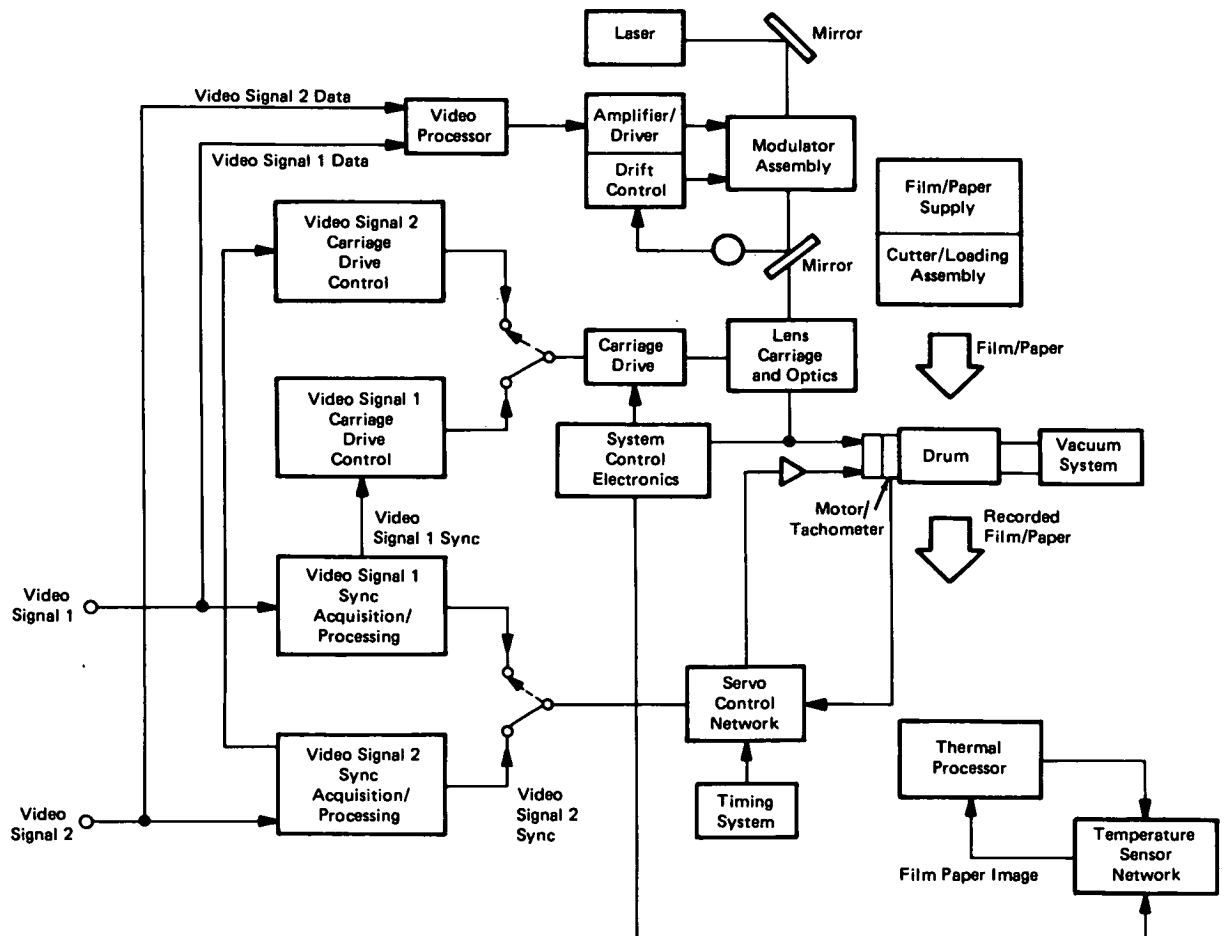 Laser
Mirror
Video Signal 2 Data
Video
Processor
Amplifier/
Driver
Modulator
Assembly
Video Signal 1 Data
Drift
Control
Film/Paper
Supply
Cutter/Loading
Assembly
Mirror
Video Signal 2
Carriage
Drive
Control
Carriage
Drive
Lens
Carriage
and Optics
Film/Paper
Video Signal 1
Carriage
Drive
Control
System
Control
Electronics
Drum
Vacuum
System
Motor/
Tachometer
Recorded
Film/Paper
Video
Signal 1 Sync
Video
Signal 1
Video Signal 1
Sync
Acquisition/
Processing
Servo
Control
Network
Thermal
Processor
Video Signal 2
Sync
Acquisition/
Processing
Video
Signal 2
Sync
Timing
System
Video
Signal 2
Temperature
Sensor
Network
Film Paper Image